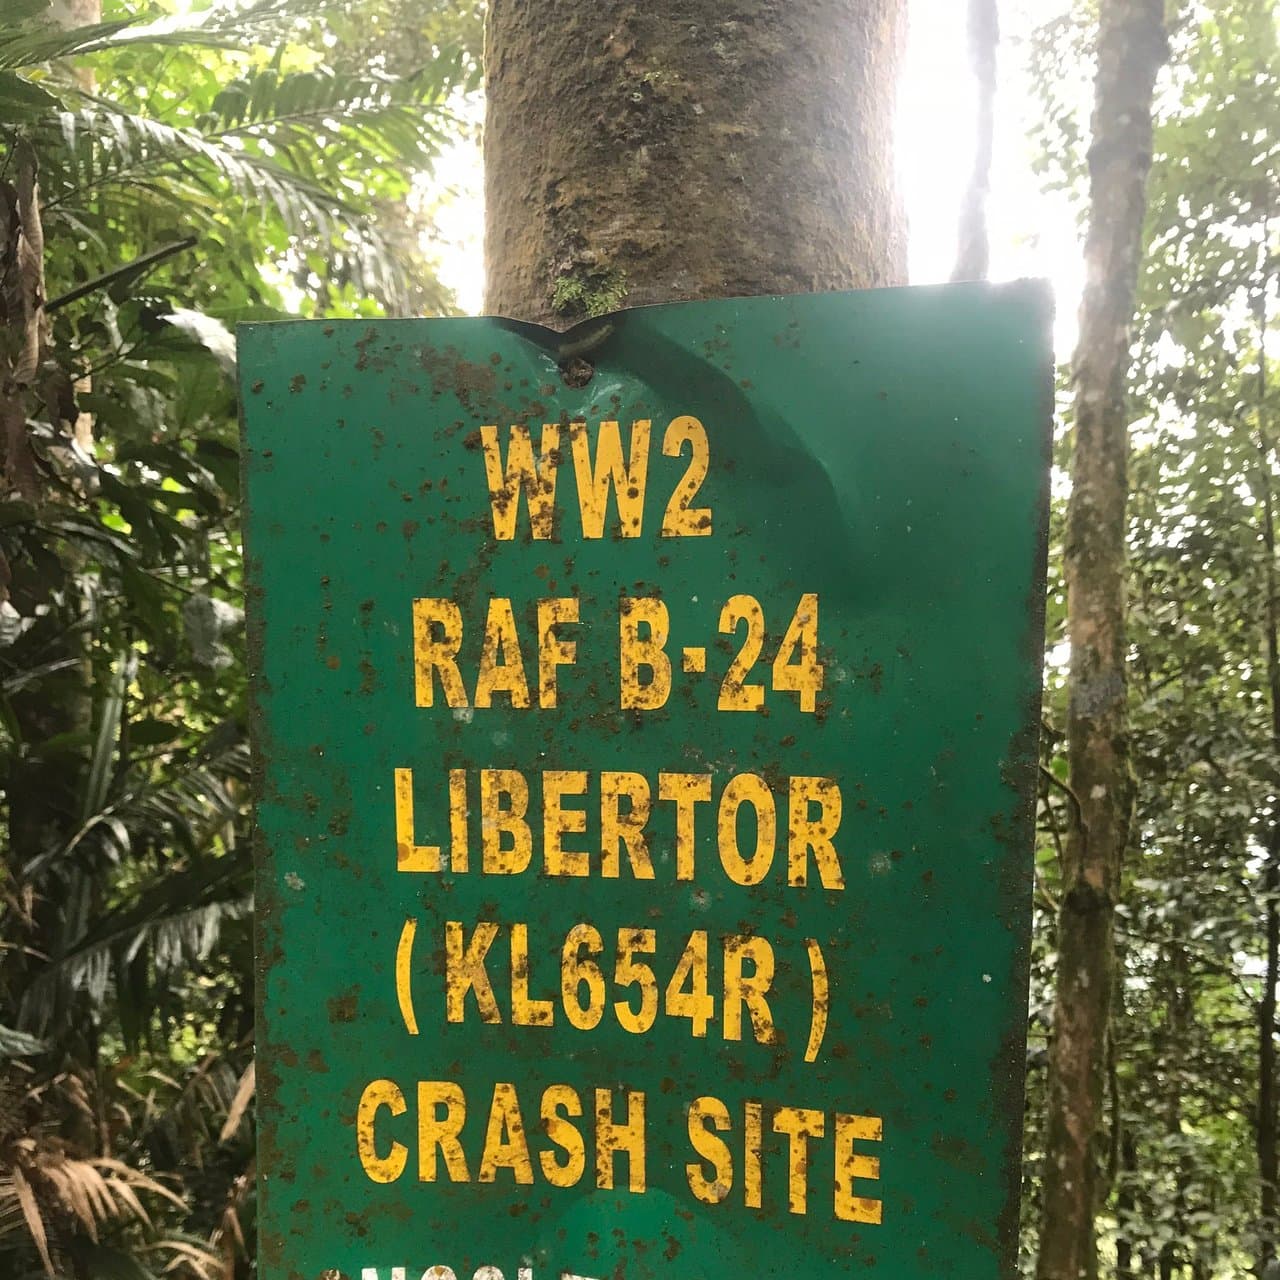 WW2
RAF B-24
LIBERTOR
(KL654R)
CRASH SITE